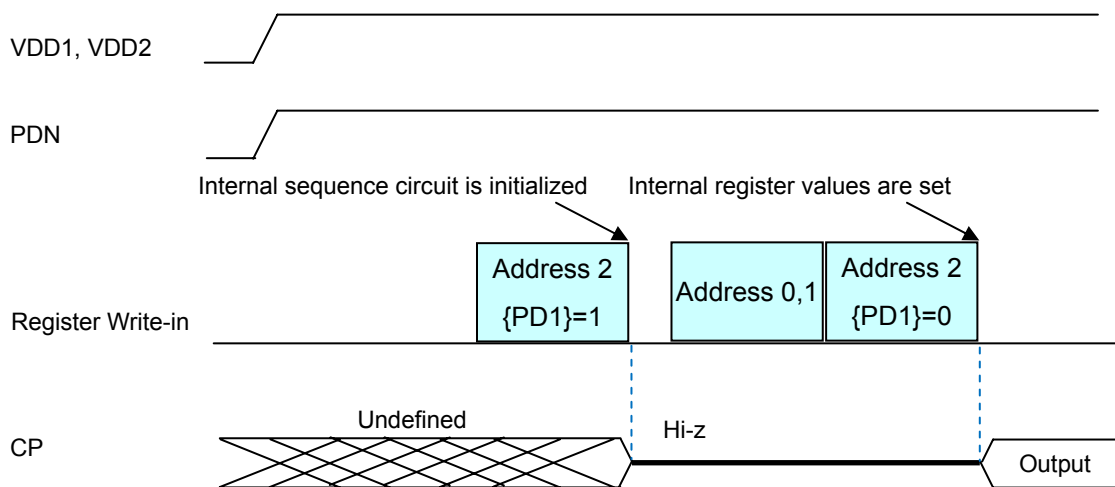 VDD1, VDD2
PDN
Internal sequence circuit is initialized
Internal register values are set
Register Write-in
Address 2
{PD1}=1
Address 0,1
Address 2
{PD1}=0
CP
Undefined
Hi-z
Output